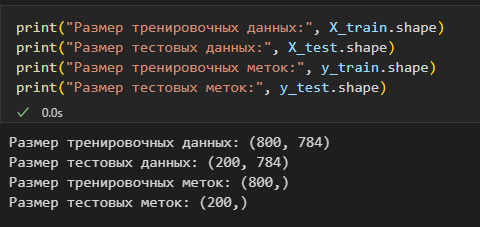 print("Размер тренировочных данных:", X_train.shape)
print("Размер тестовых данных:", X_test.shape)
print("Размер тренировочных меток:", y_train.shape)
print("Размер тестовых меток:", y_test.shape)
0.0s
Размер тренировочных данных: (800, 784)
Размер тестовых данных: (200, 784)
Размер тренировочных меток: (800,)
Размер тестовых меток: (200,)